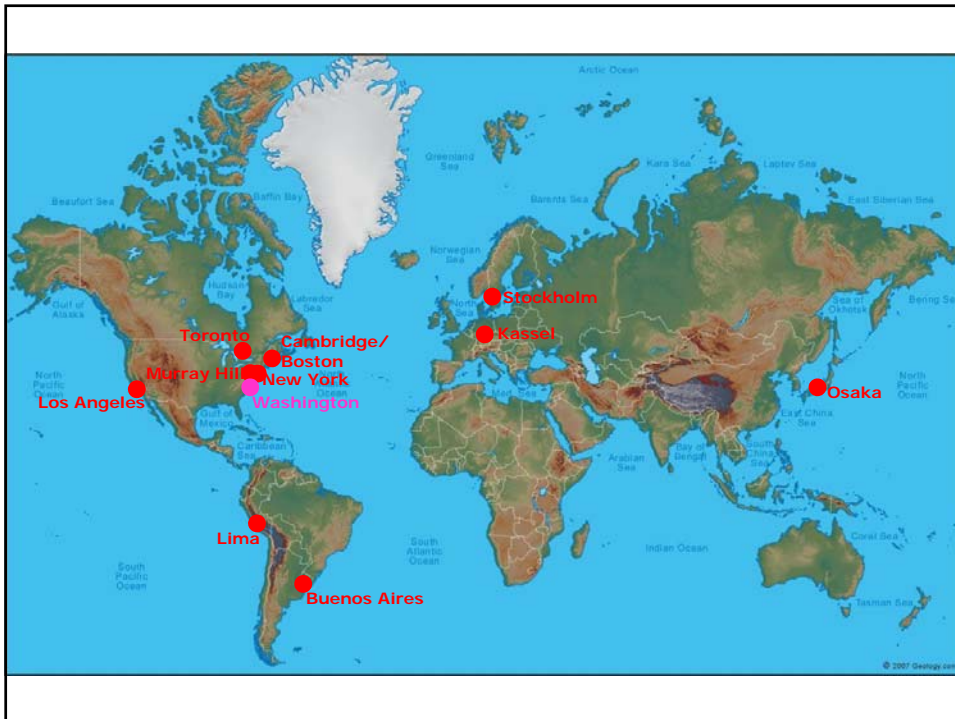 Arctic Ocean
Greenland
Sea
Kara Sea
Laptev Sea
Beaufort Sea
Baffin Bay
Barents Sea
East Siberian Sea
Norwegian
Sea
Hudson
Bay
Labrador
Sea
Gulf of
Alaska
North
Sea
Stockholm
Sea of
Okhotsk
Bering Sea
Toronto
Cambridge/
Boston
Kassel
Murray Hill
New York
North
Pacific
Ocean
Los Angeles
Washington
Osaka
North
Pacific
Ocean
Gulf of
Mexico
Med Sea
East China
Sea
Caribbean
Sea
Arabian
Sea
Bay of
Bengal
South
China
Sea
Lima
South
Atlantic
Ocean
Indian Ocean
Coral Sea
South
Pacific
Ocean
Buenos Aires
Tasman Sea
© 2007 Geology.com